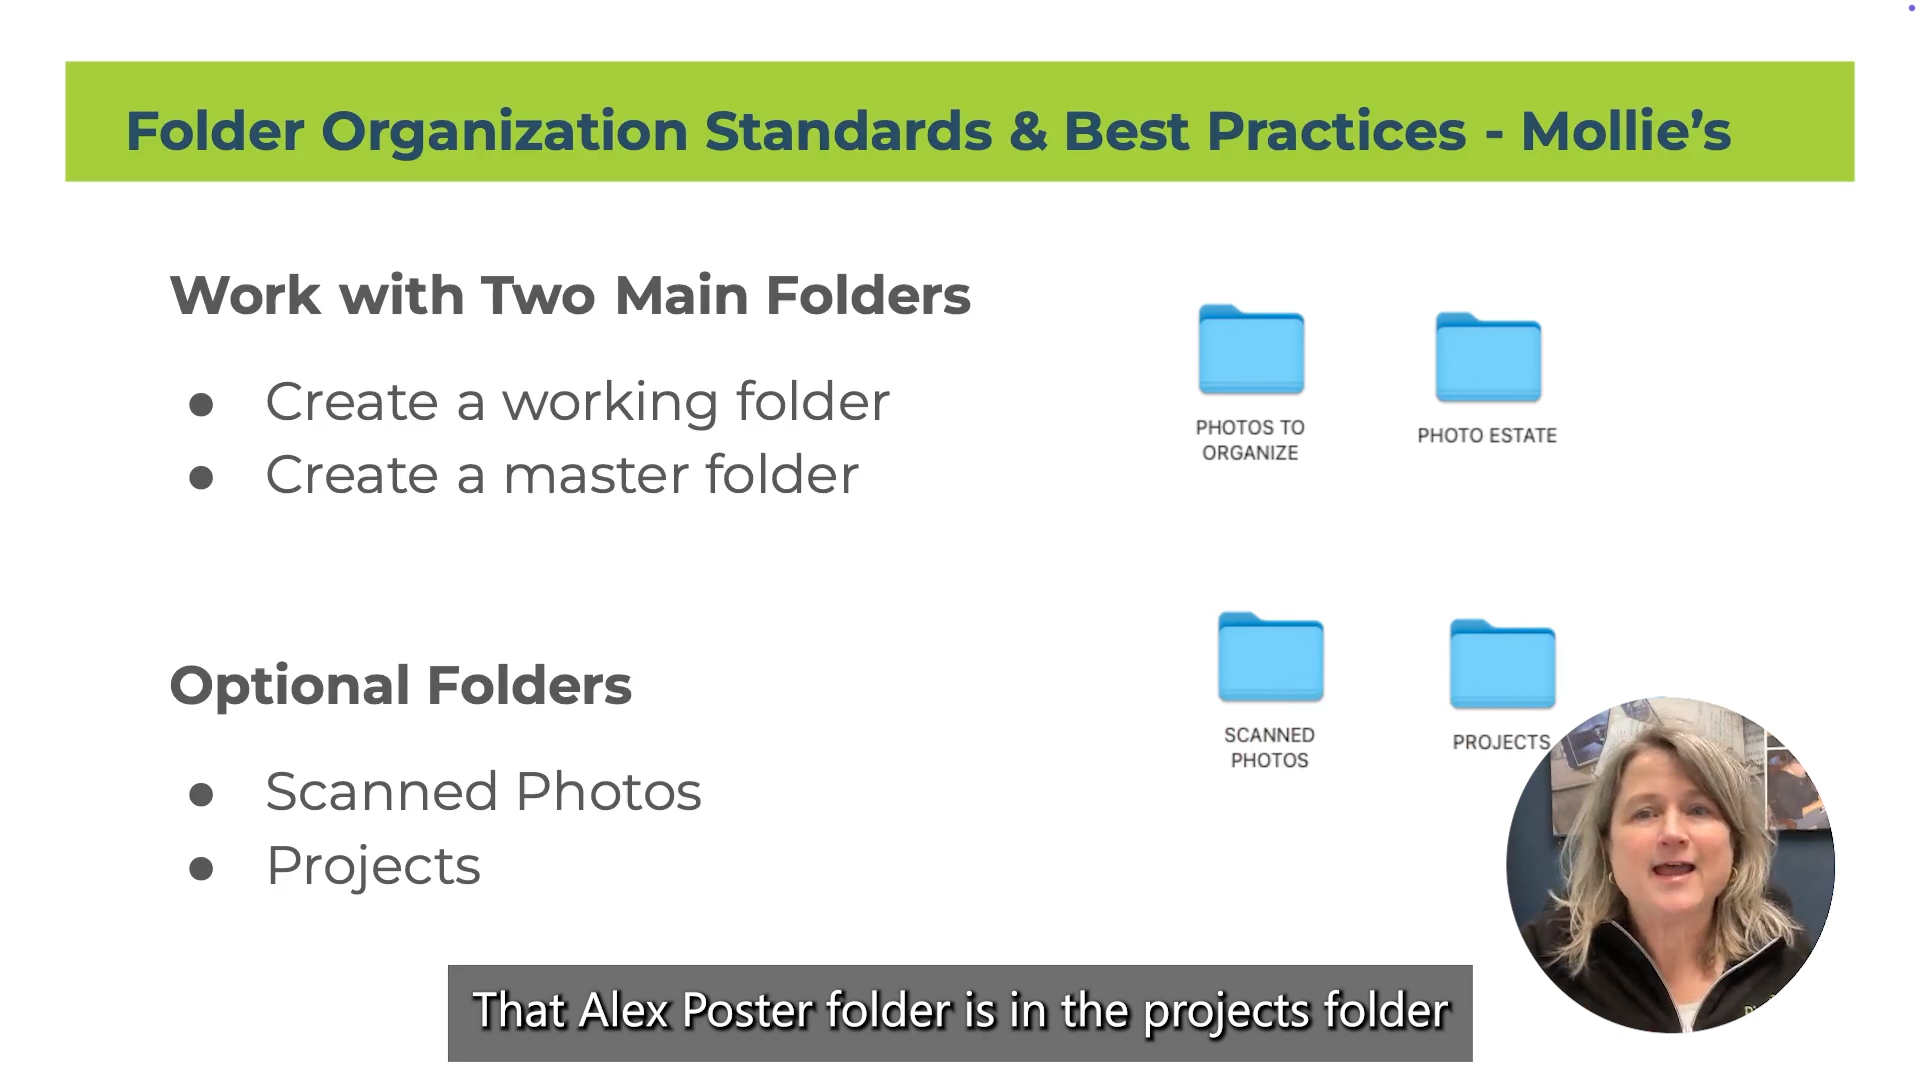 Folder Organization Standards & Best Practices - Mollie’s
Work with Two Main Folders
● Create a working folder
● Create a master folder
PHOTOS TO
ORGANIZE
PHOTO ESTATE
Optional Folders
● Scanned Photos
● Projects
SCANNED
PHOTOS
PROJECTS
That Alex Poster folder is in the projects folder